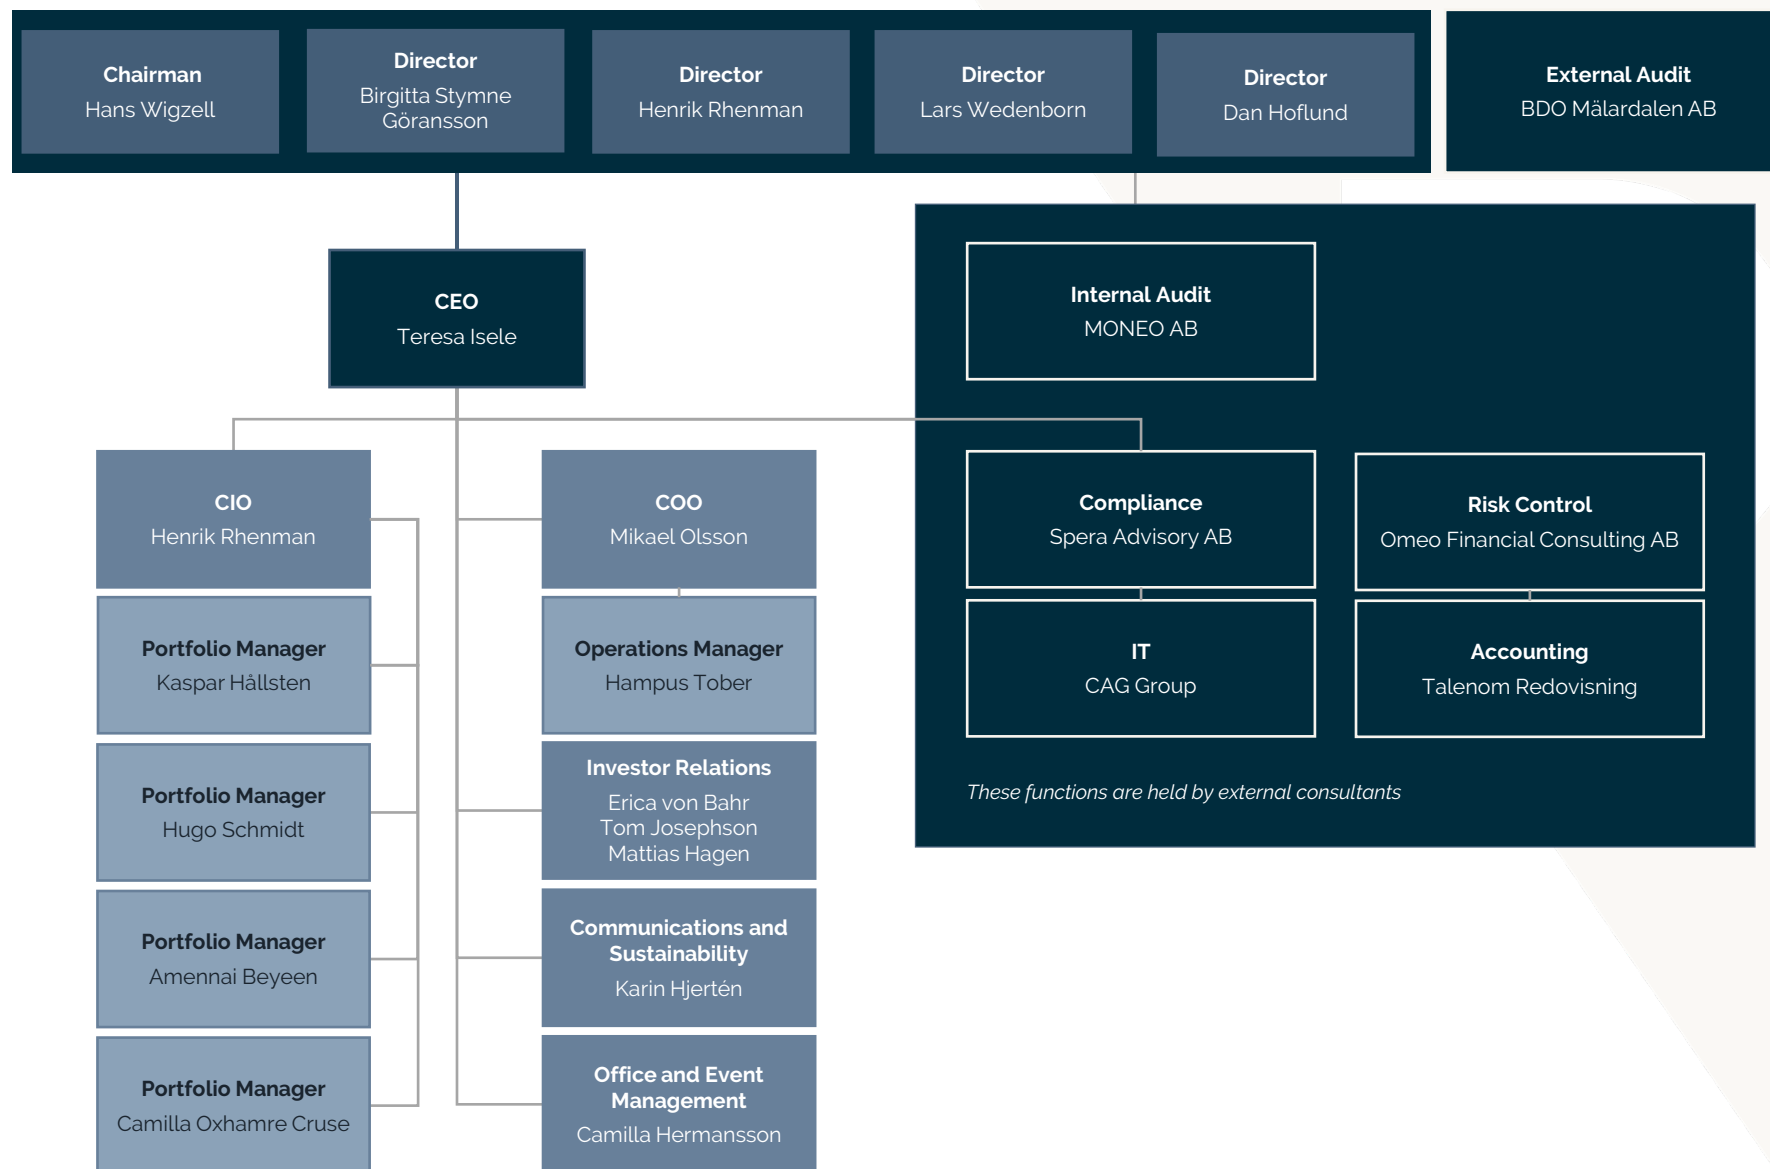 Chairman
Hans Wigzell
Director
Birgitta Stymne
Göransson
Director
Henrik Rhenman
Director
Lars Wedenborn
Director
Dan Hoflund
External Audit
BDO Mälardalen AB
CEO
Teresa Isele
Internal Audit
MONEO AB
CIO
Henrik Rhenman
COO
Mikael Olsson
Compliance
Spera Advisory AB
Risk Control
Omeo Financial Consulting AB
Portfolio Manager
Kaspar Hållsten
Operations Manager
Hampus Tober
IT
CAG Group
Accounting
Talenom Redovisning
Portfolio Manager
Hugo Schmidt
Investor Relations
Erica von Bahr
Tom Josephson
Mattias Hagen
These functions are held by external consultants
Portfolio Manager
Amennai Beyeen
Communications and
Sustainability
Karin Hjertén
Portfolio Manager
Camilla Oxhamre Cruse
Office and Event
Management
Camilla Hermansson